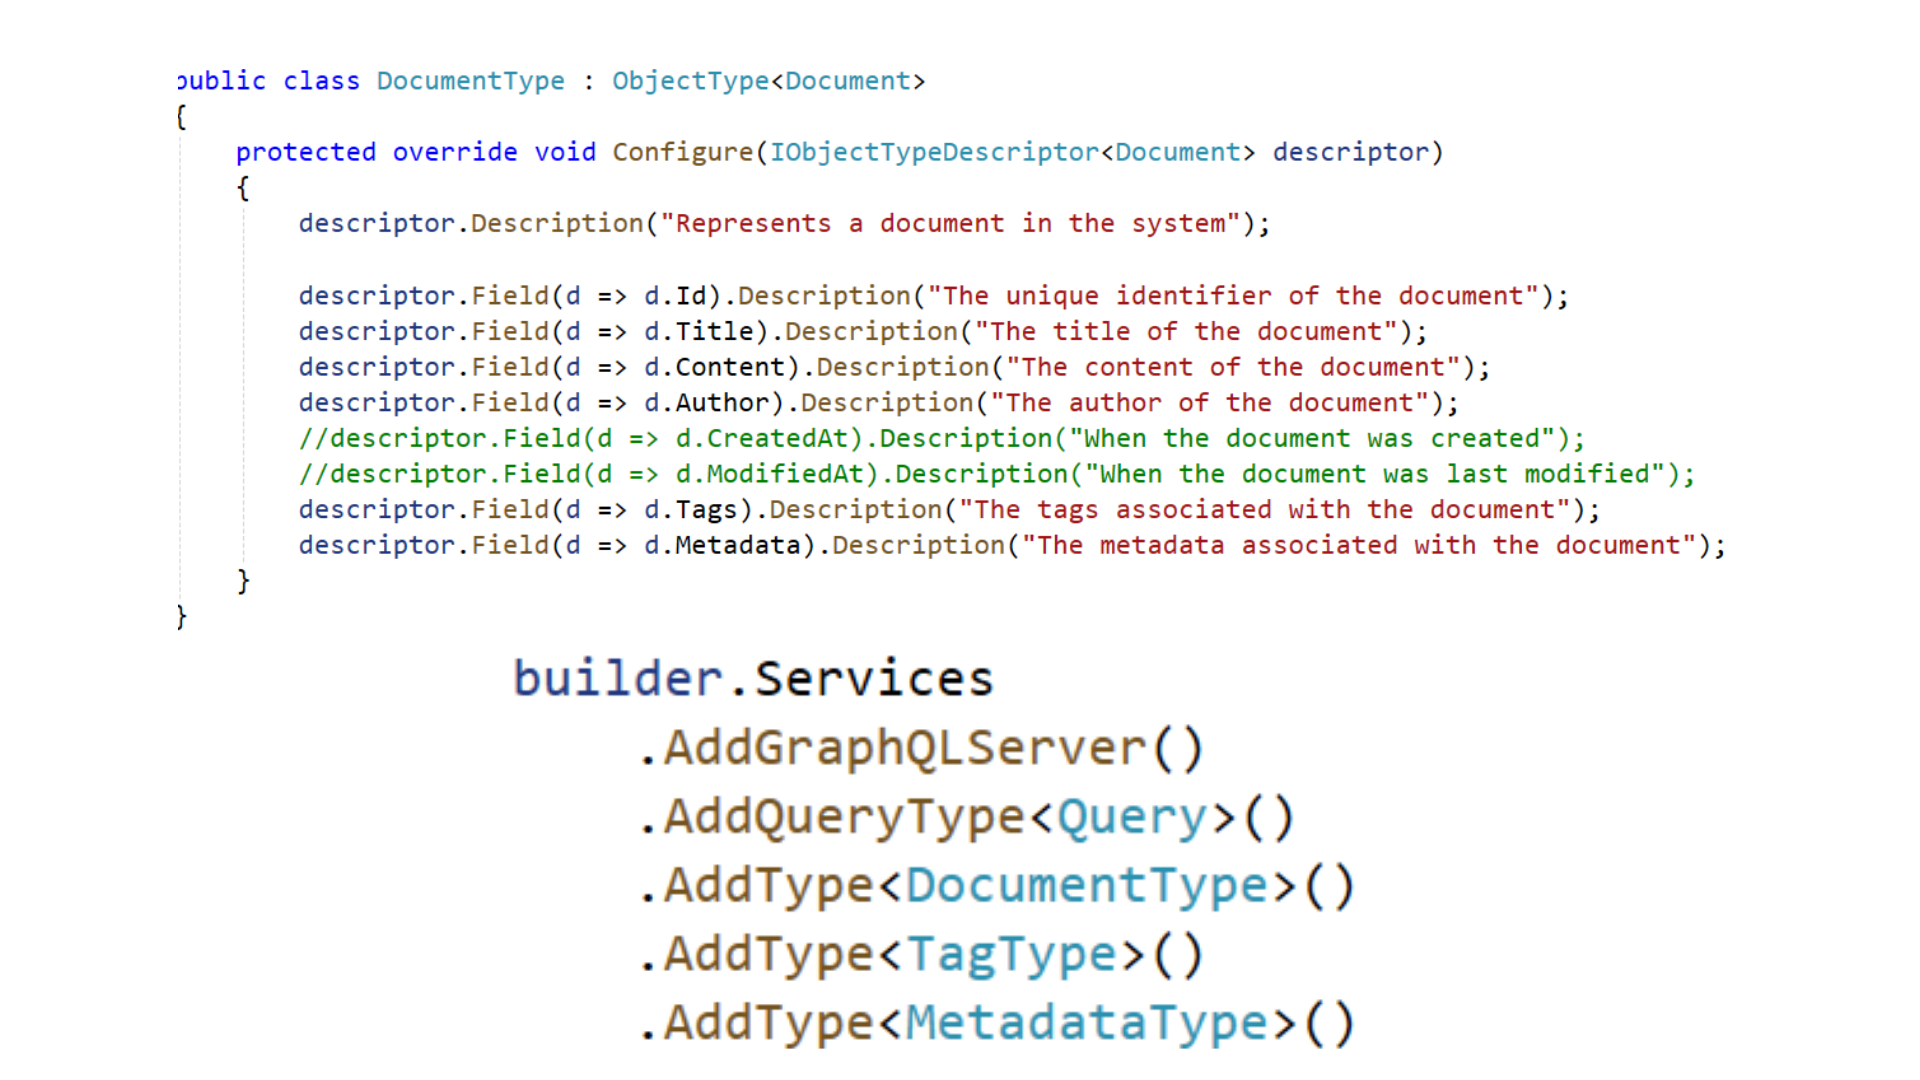 public class DocumentType : ObjectType<Document>
{
    protected override void Configure(IObjectTypeDescriptor<Document> descriptor)
    {
        descriptor.Description("Represents a document in the system");

        descriptor.Field(d => d.Id).Description("The unique identifier of the document");
        descriptor.Field(d => d.Title).Description("The title of the document");
        descriptor.Field(d => d.Content).Description("The content of the document");
        descriptor.Field(d => d.Author).Description("The author of the document");
        //descriptor.Field(d => d.CreatedAt).Description("When the document was created");
        //descriptor.Field(d => d.ModifiedAt).Description("When the document was last modified");
        descriptor.Field(d => d.Tags).Description("The tags associated with the document");
        descriptor.Field(d => d.Metadata).Description("The metadata associated with the document");
    }
}
builder.Services
    .AddGraphQLServer()
    .AddQueryType<Query>()
    .AddType<DocumentType>()
    .AddType<TagType>()
    .AddType<MetadataType>()